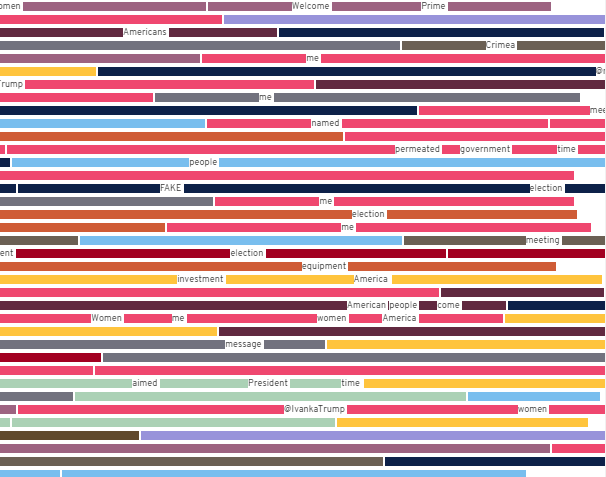 omen Welcome Prime
Americans
Crimea
me
@r
Trump
me
mee
named
permeated government time
people
FAKE election
me
election
me
meeting
ent election
equipment
investment America
American people come
Women me women America
message
aimed President time
@IvankaTrump women